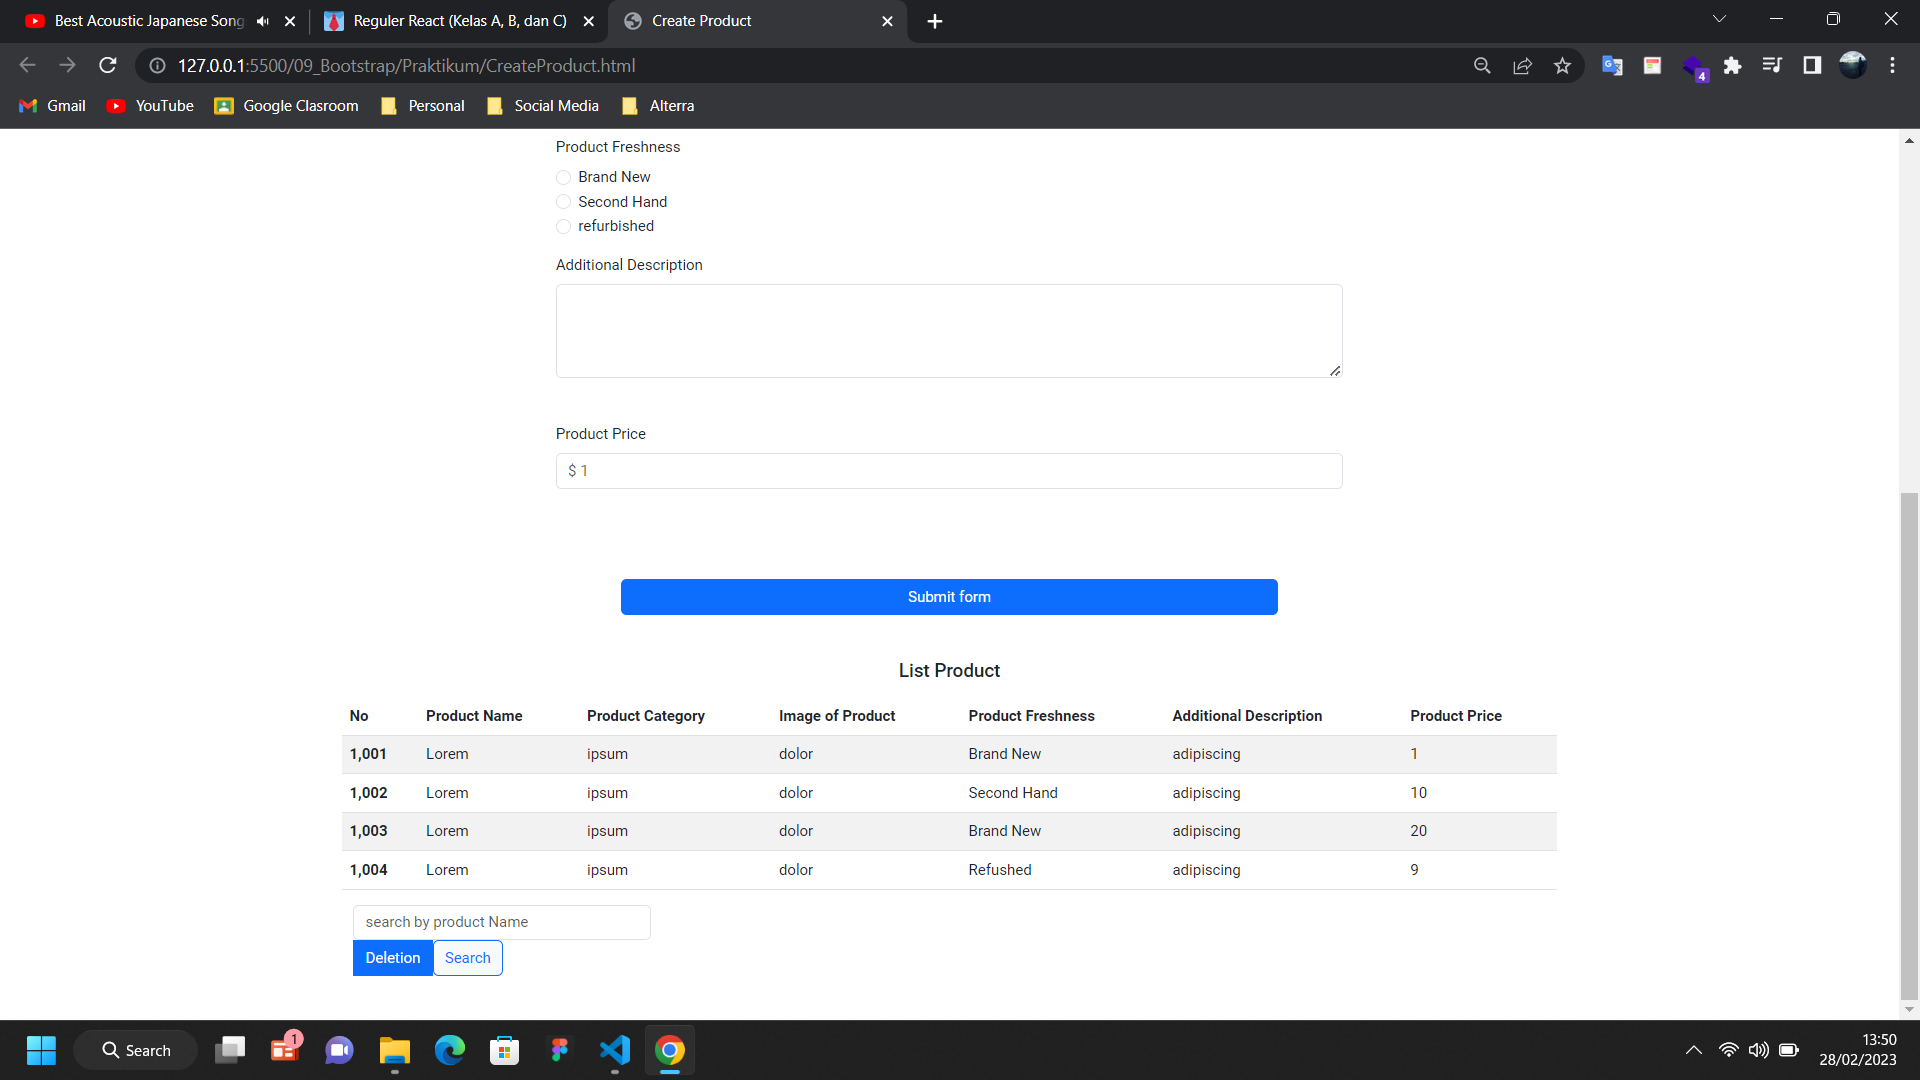 Best Acoustic Japanese Song
Reguler React (Kelas A, B, dan C)
Create Product
127.0.0.1:5500/09_Bootstrap/Praktikum/CreateProduct.html
4
Gmail
YouTube
Google Clasroom
Personal
Social Media
Alterra
Product Freshness
Brand New
Second Hand
refurbished
Additional Description
Product Price
$ 1
Submit form
List Product
No Product Name Product Category Image of Product Product Freshness Additional Description Product Price
1,001 Lorem ipsum dolor Brand New adipiscing 1
1,002 Lorem ipsum dolor Second Hand adipiscing 10
1,003 Lorem ipsum dolor Brand New adipiscing 20
1,004 Lorem ipsum dolor Refushed adipiscing 9
search by product Name
Deletion Search
Search
1
13:50
28/02/2023